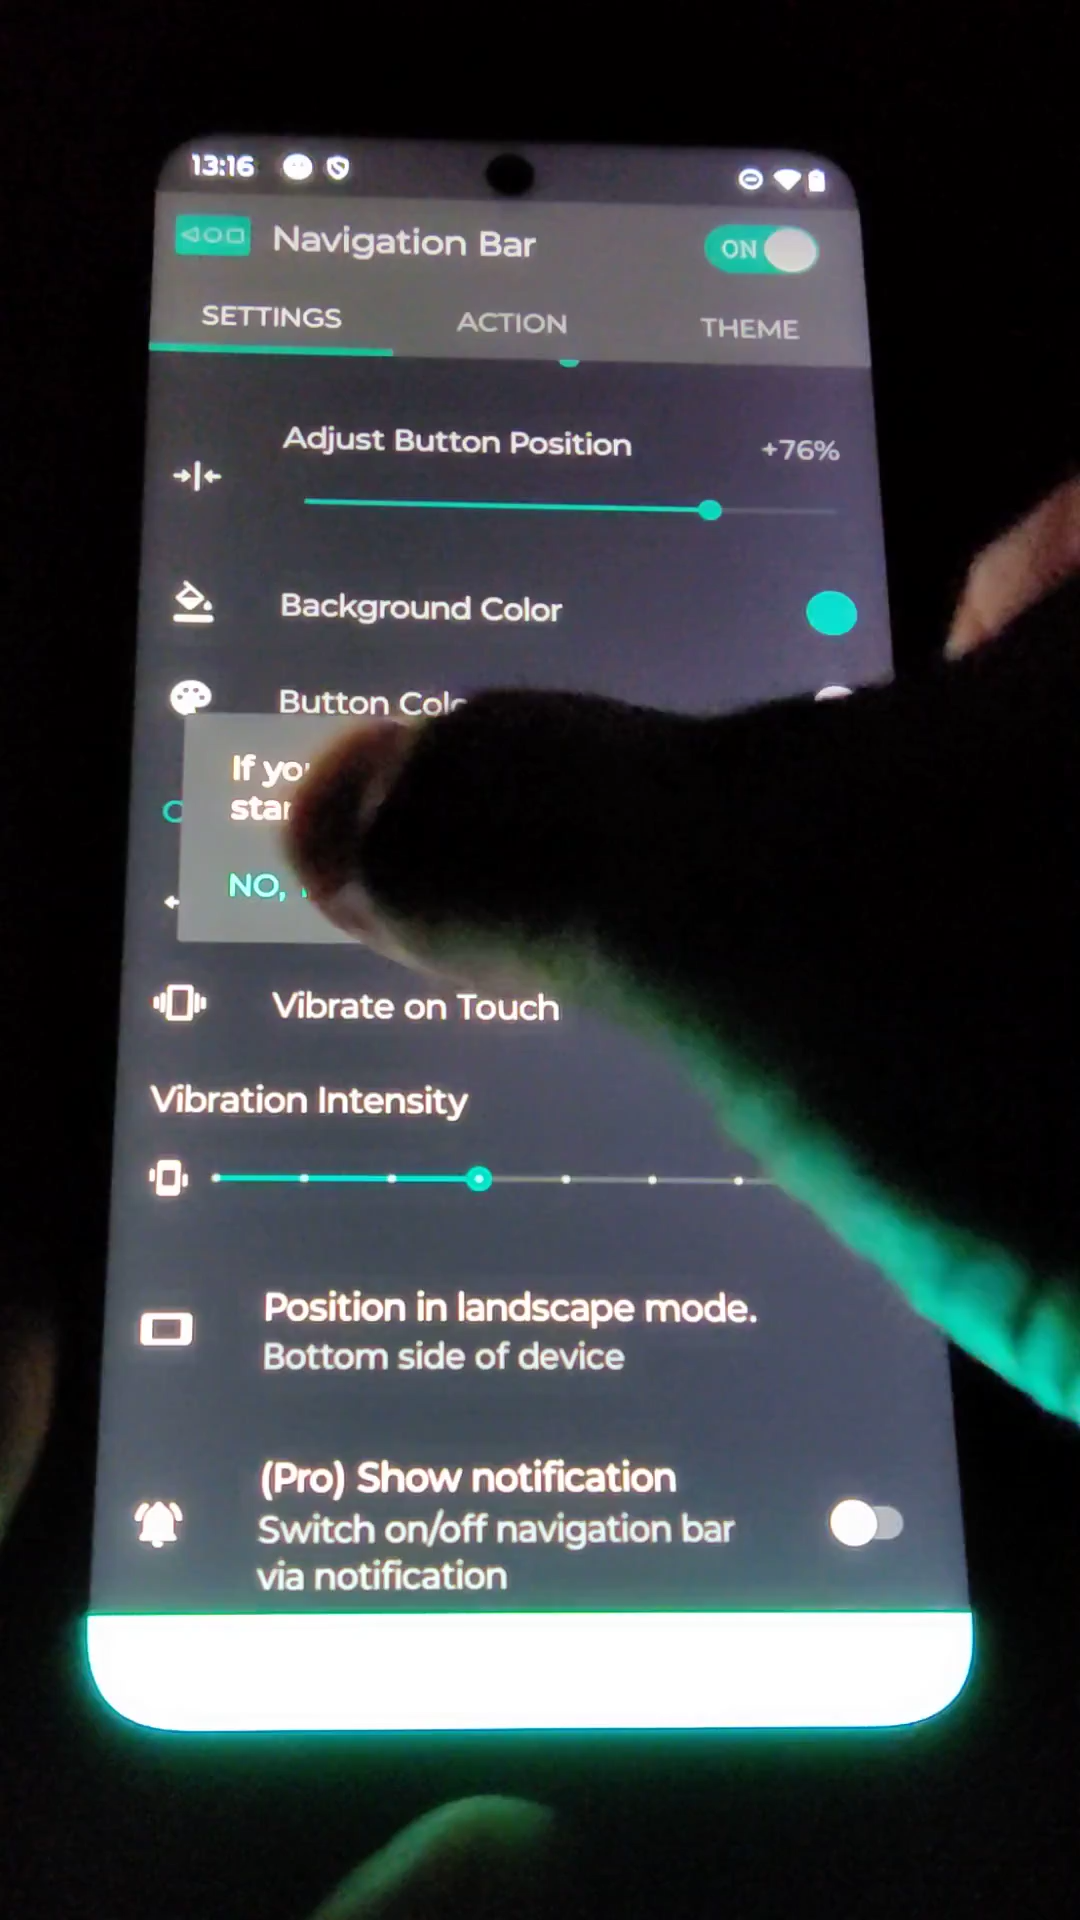 13:16
Navigation Bar
ON
SETTINGS
ACTION
THEME
Adjust Button Position
+76%
Background Color
Button
If
NO,
Vibrate on Touch
Vibration Intensity
Position in landscape mode.
Bottom side of device
(Pro) Show notification
Switch on/off navigation bar
via notification